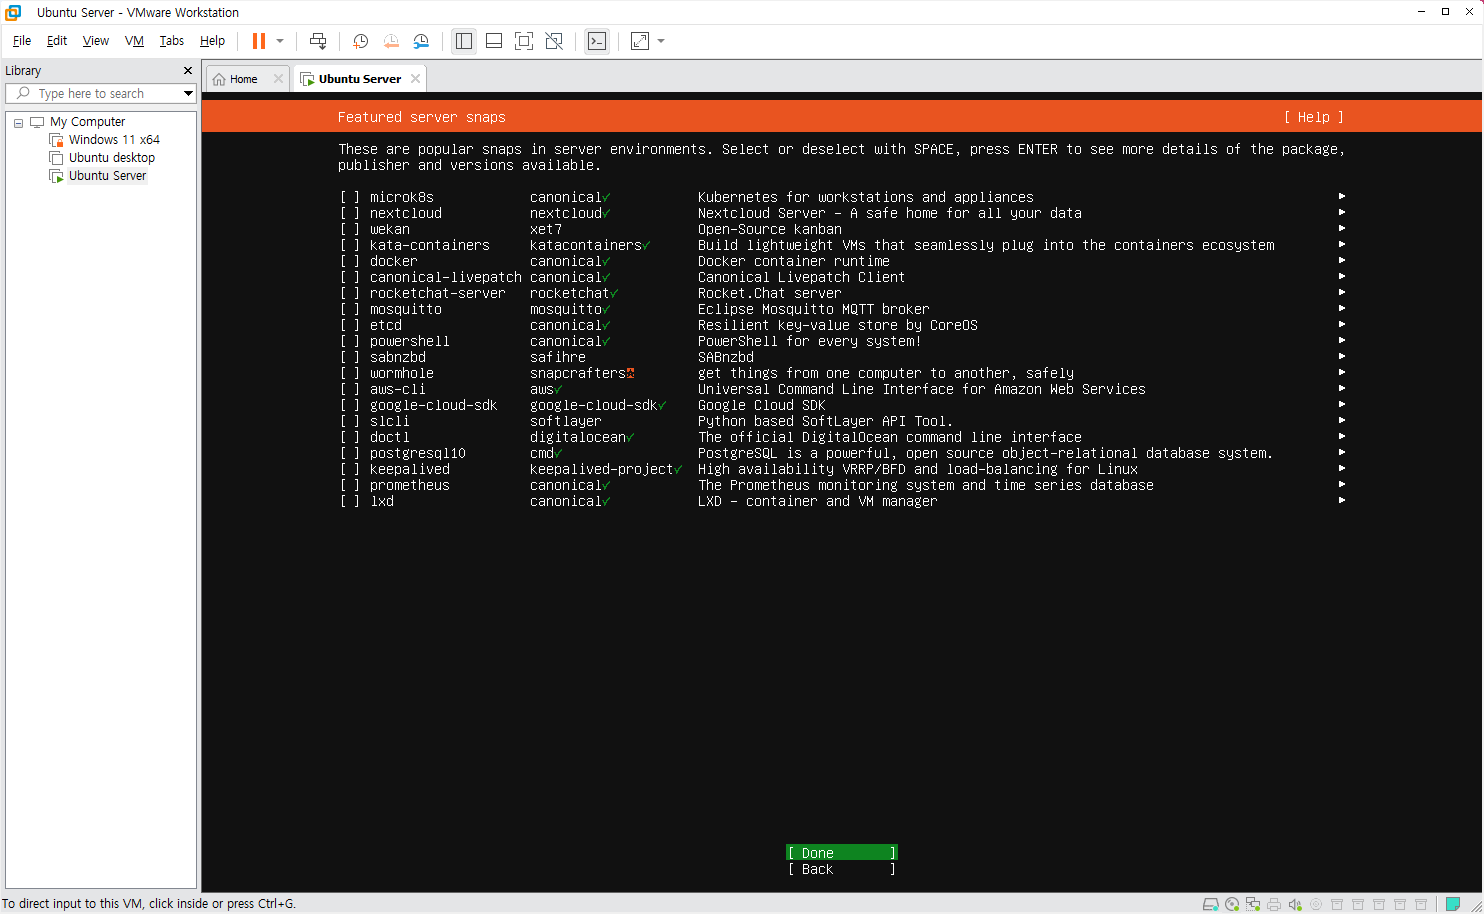 Ubuntu Server - VMware Workstation
File Edit View VM Tabs Help
Library
Type here to search
My Computer
Windows 11 x64
Ubuntu desktop
Ubuntu Server
Home
Ubuntu Server
Featured server snaps [ Help ]
These are popular snaps in server environments. Select or deselect with SPACE, press ENTER to see more details of the package,
publisher and versions available.
[ ] microk8s canonical✓ Kubernetes for workstations and appliances ▸
[ ] nextcloud nextcloud✓ Nextcloud Server - A safe home for all your data ▸
[ ] wekan xet7 Open-Source kanban ▸
[ ] kata-containers katacontainers✓ Build lightweight VMs that seamlessly plug into the containers ecosystem ▸
[ ] docker canonical✓ Docker container runtime ▸
[ ] canonical-livepatch canonical✓ Canonical Livepatch Client ▸
[ ] rocketchat-server rocketchat✓ Rocket.Chat server ▸
[ ] mosquitto mosquitto✓ Eclipse Mosquitto MQTT broker ▸
[ ] etcd canonical✓ Resilient key-value store by CoreOS ▸
[ ] powershell canonical✓ PowerShell for every system! ▸
[ ] sabnzbd safihre SABnzbd ▸
[ ] wormhole snapcrafters get things from one computer to another, safely ▸
[ ] aws-cli aws✓ Universal Command Line Interface for Amazon Web Services ▸
[ ] google-cloud-sdk google-cloud-sdk✓ Google Cloud SDK ▸
[ ] slcli softlayer Python based SoftLayer API Tool. ▸
[ ] doctl digitalocean✓ The official DigitalOcean command line interface ▸
[ ] postgresql10 cmd✓ PostgreSQL is a powerful, open source object-relational database system. ▸
[ ] keepalived keepalived-project✓ High availability VRRP/BFD and load-balancing for Linux ▸
[ ] prometheus canonical✓ The Prometheus monitoring system and time series database ▸
[ ] lxd canonical✓ LXD - container and VM manager ▸
[ Done ]
[ Back ]
To direct input to this VM, click inside or press Ctrl+G.